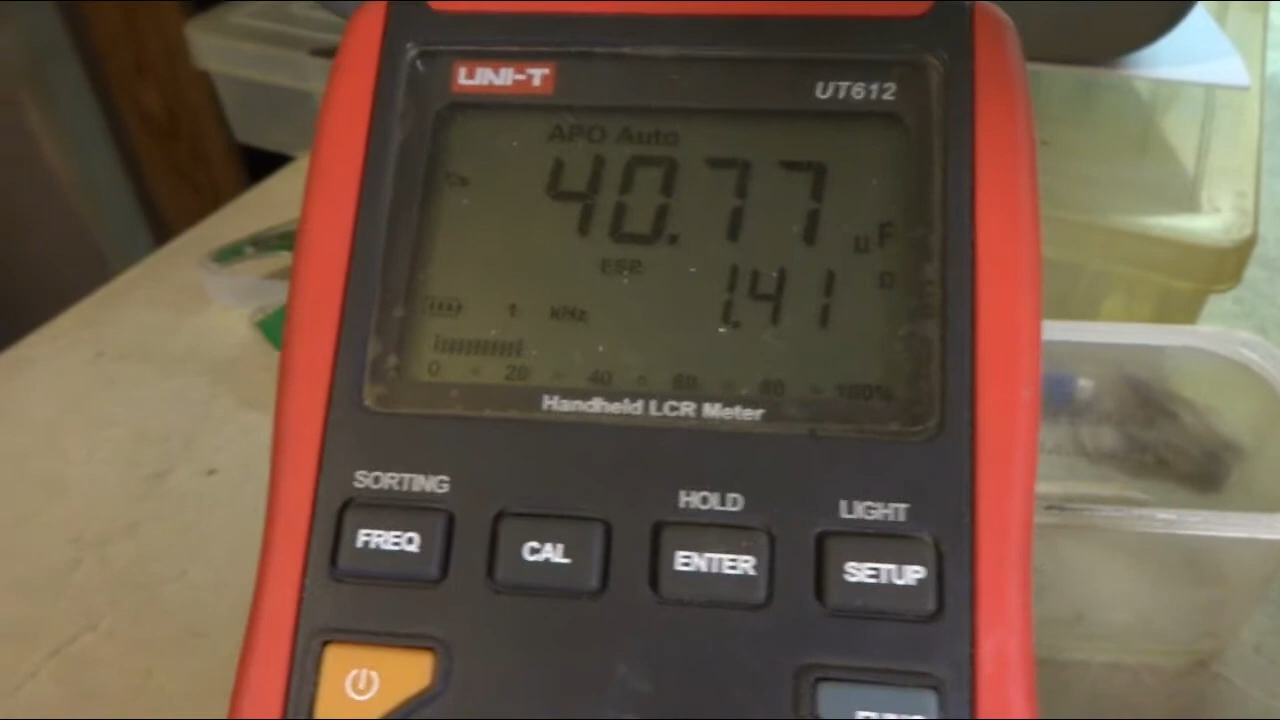 UNI-T
UT612
APO Auto
40.77 µF
ESR 1.41 Ω
1 kHz
0 20 40 60 80 100%
Handheld LCR Meter
SORTING
HOLD
LIGHT
FREQ
CAL
ENTER
SETUP